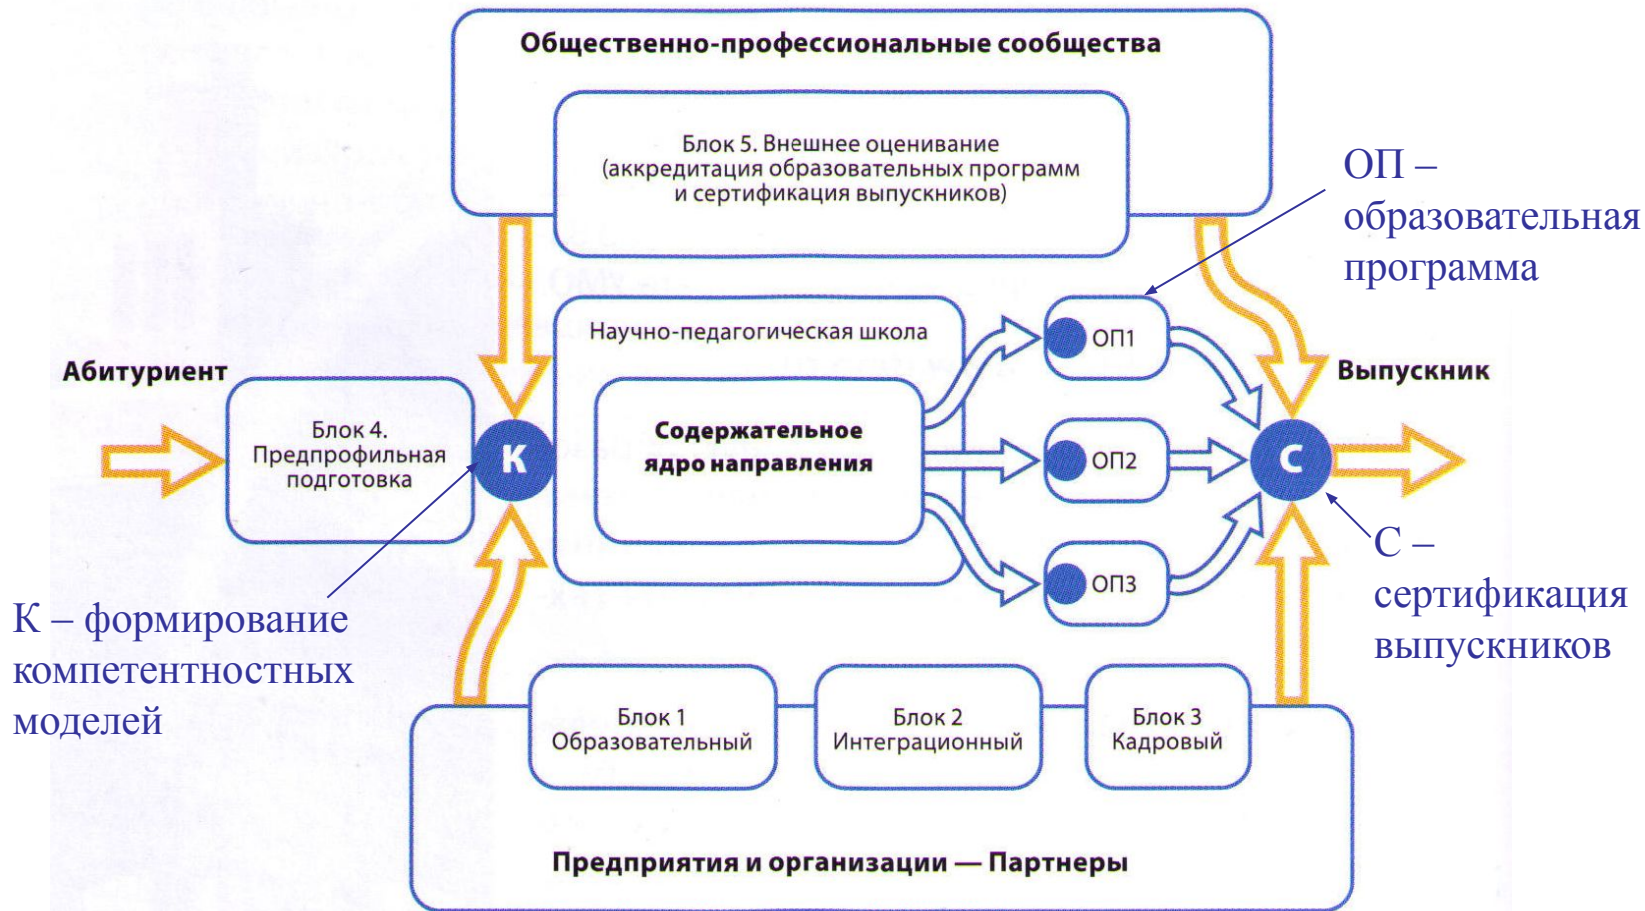 Общественно-профессиональные сообщества
Блок 5. Внешнее оценивание
(аккредитация образовательных программ
и сертификация выпускников)
ОП –
образовательная
программа
Научно-педагогическая школа
ОП1
Абитуриент
Выпускник
Блок 4.
Предпрофильная
подготовка
К
Содержательное
ядро направления
ОП2
С
С –
сертификация
выпускников
ОП3
К – формирование
компетентностных
моделей
Блок 1
Образовательный
Блок 2
Интеграционный
Блок 3
Кадровый
Предприятия и организации — Партнеры